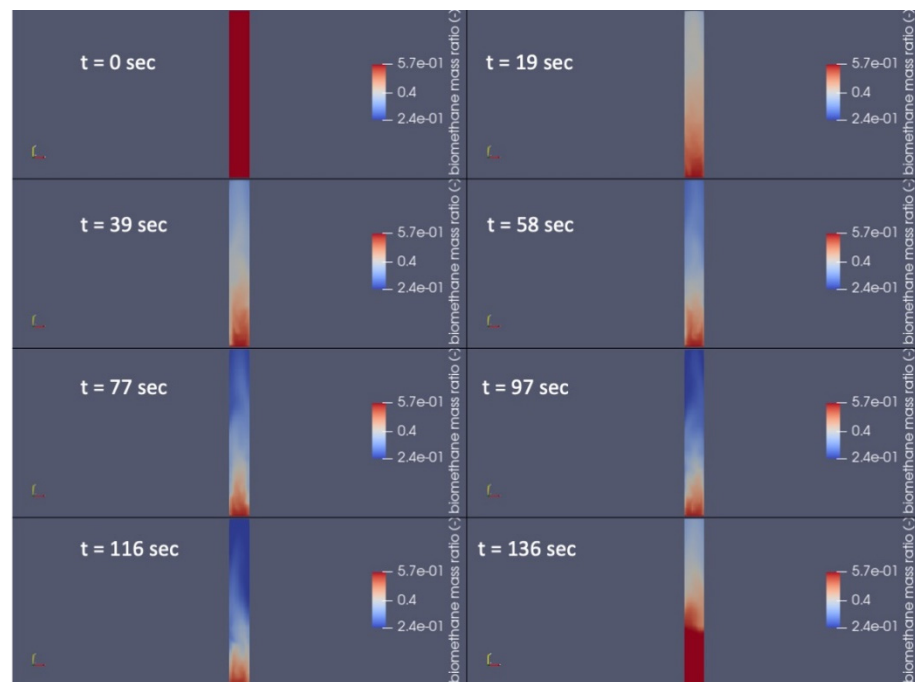 t = 0 sec
5.7e-01
0.4
2.4e-01
biomethane mass ratio (-)
t = 19 sec
5.7e-01
0.4
2.4e-01
biomethane mass ratio (-)
t = 39 sec
5.7e-01
0.4
2.4e-01
biomethane mass ratio (-)
t = 58 sec
5.7e-01
0.4
2.4e-01
biomethane mass ratio (-)
t = 77 sec
5.7e-01
0.4
2.4e-01
biomethane mass ratio (-)
t = 97 sec
5.7e-01
0.4
2.4e-01
biomethane mass ratio (-)
t = 116 sec
5.7e-01
0.4
2.4e-01
biomethane mass ratio (-)
t = 136 sec
5.7e-01
0.4
2.4e-01
biomethane mass ratio (-)